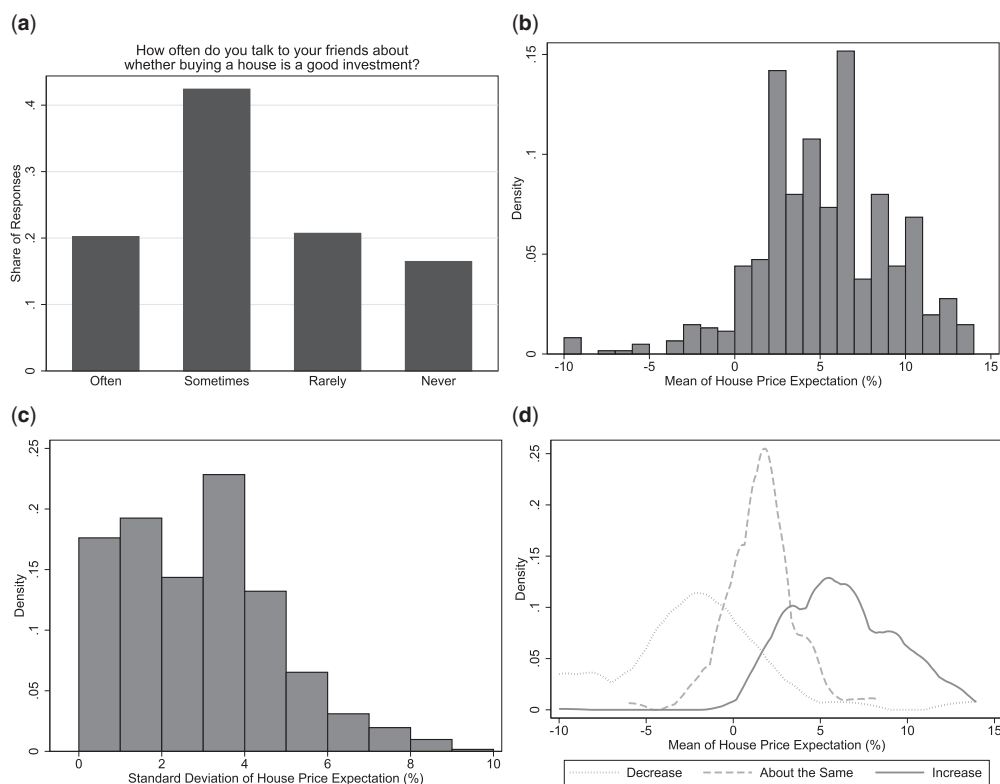 (a)
How often do you talk to your friends about
whether buying a house is a good investment?
Share of Responses
0 .1 .2 .3 .4
Often Sometimes Rarely Never
(b)
Density
0 .05 .1 .15
-10 -5 0 5 10 15
Mean of House Price Expectation (%)
(c)
Density
0 .05 .1 .15 .2 .25
0 2 4 6 8 10
Standard Deviation of House Price Expectation (%)
(d)
Density
0 .05 .1 .15 .2 .25
-10 -5 0 5 10 15
Mean of House Price Expectation (%)
Decrease About the Same Increase